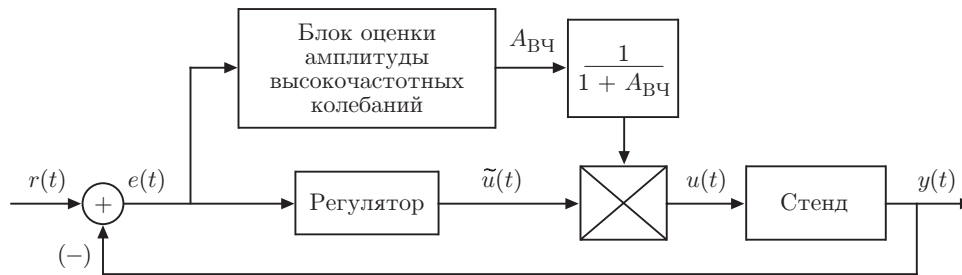 Блок оценки
амплитуды
высокочастотных
колебаний
A_ВЧ
1
1 + A_ВЧ
r(t)
+
e(t)
Регулятор
ũ(t)
u(t)
Стенд
y(t)
(−)